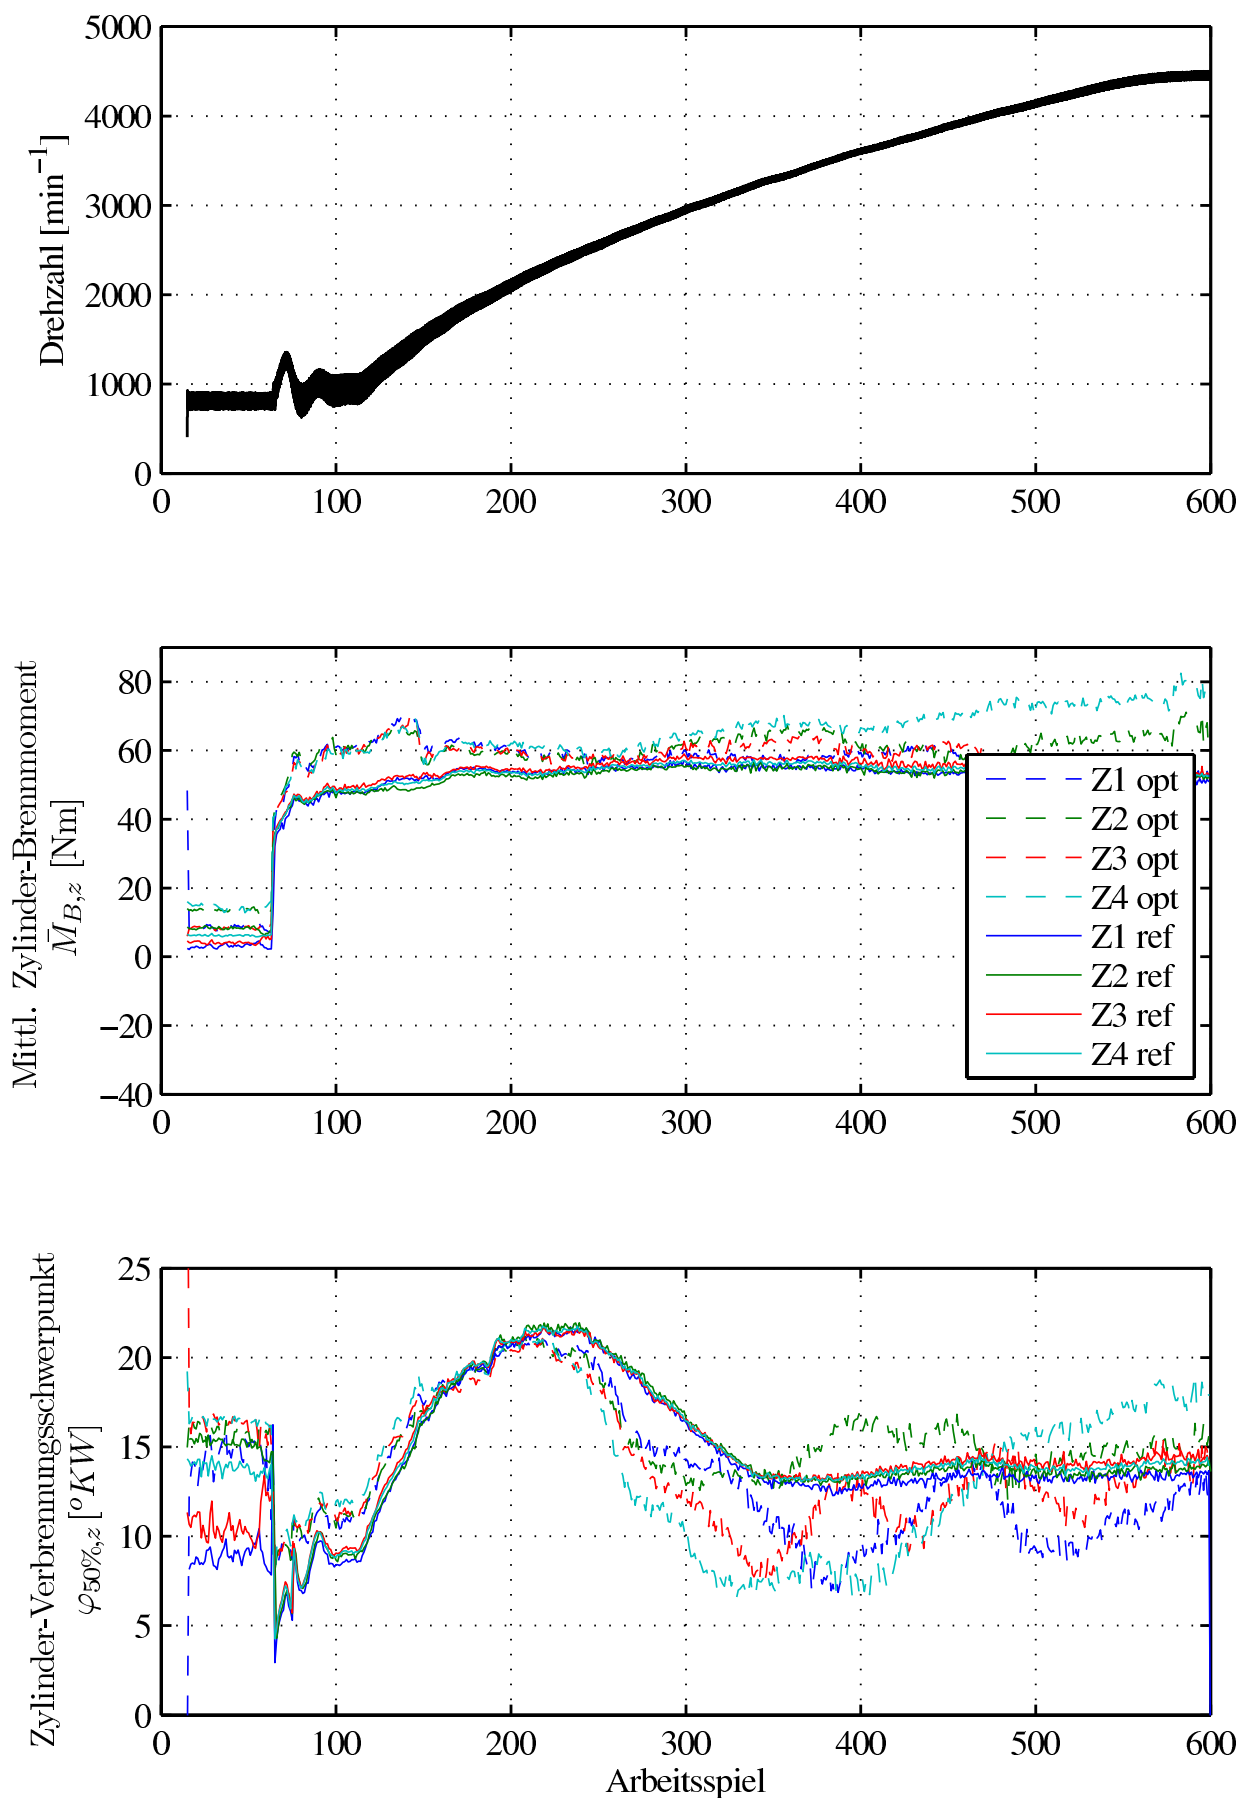 5000
4000
3000
2000
1000
0
Drehzahl [min⁻¹]
0 100 200 300 400 500 600
80
60
40
20
0
−20
−40
Mittl. Zylinder-Brennmoment
M̄_{B,z} [Nm]
Z1 opt
Z2 opt
Z3 opt
Z4 opt
Z1 ref
Z2 ref
Z3 ref
Z4 ref
0 100 200 300 400 500 600
25
20
15
10
5
0
Zylinder-Verbrennungsschwerpunkt
φ_{50%,z} [°KW]
0 100 200 300 400 500 600
Arbeitsspiel